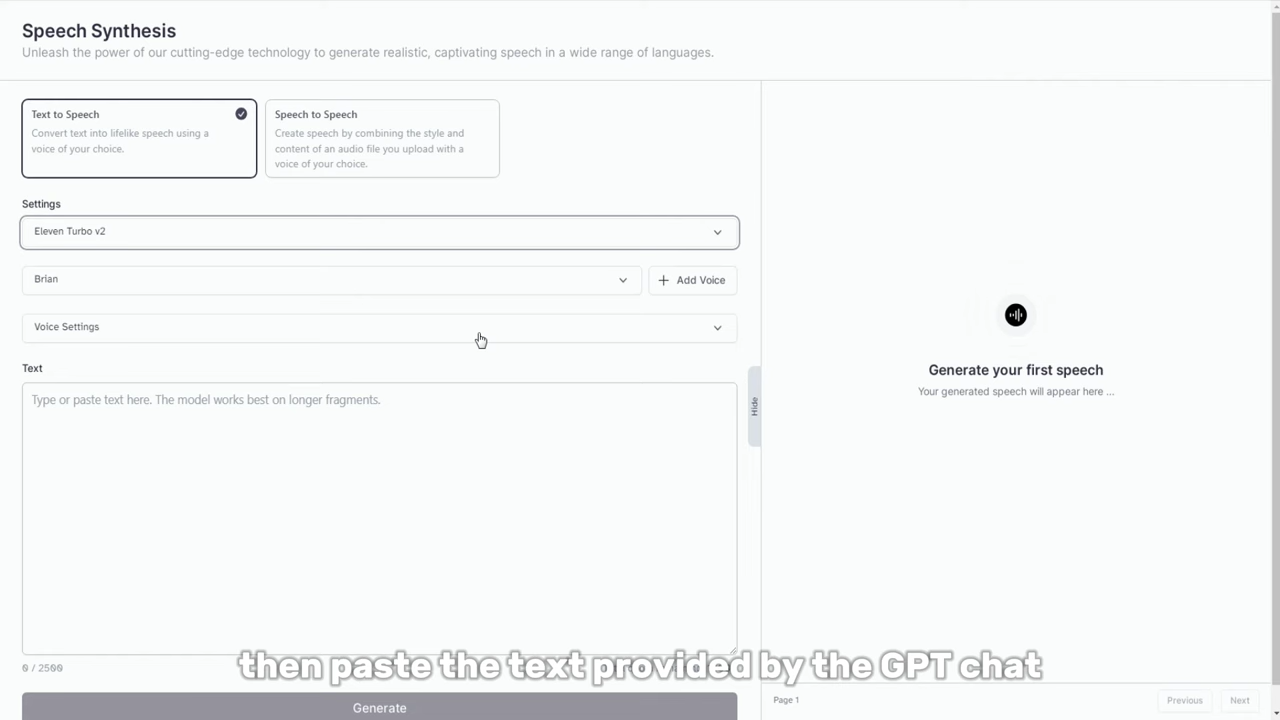 Speech Synthesis
Unleash the power of our cutting-edge technology to generate realistic, captivating speech in a wide range of languages.
Text to Speech
Convert text into lifelike speech using a
voice of your choice.
Speech to Speech
Create speech by combining the style and
content of an audio file you upload with a
voice of your choice.
Settings
Eleven Turbo v2
Brian
Add Voice
Voice Settings
Text
Type or paste text here. The model works best on longer fragments.
Hide
Generate your first speech
Your generated speech will appear here ...
0 / 2500
then paste the text provided by the GPT chat
Generate
Page 1
Previous
Next